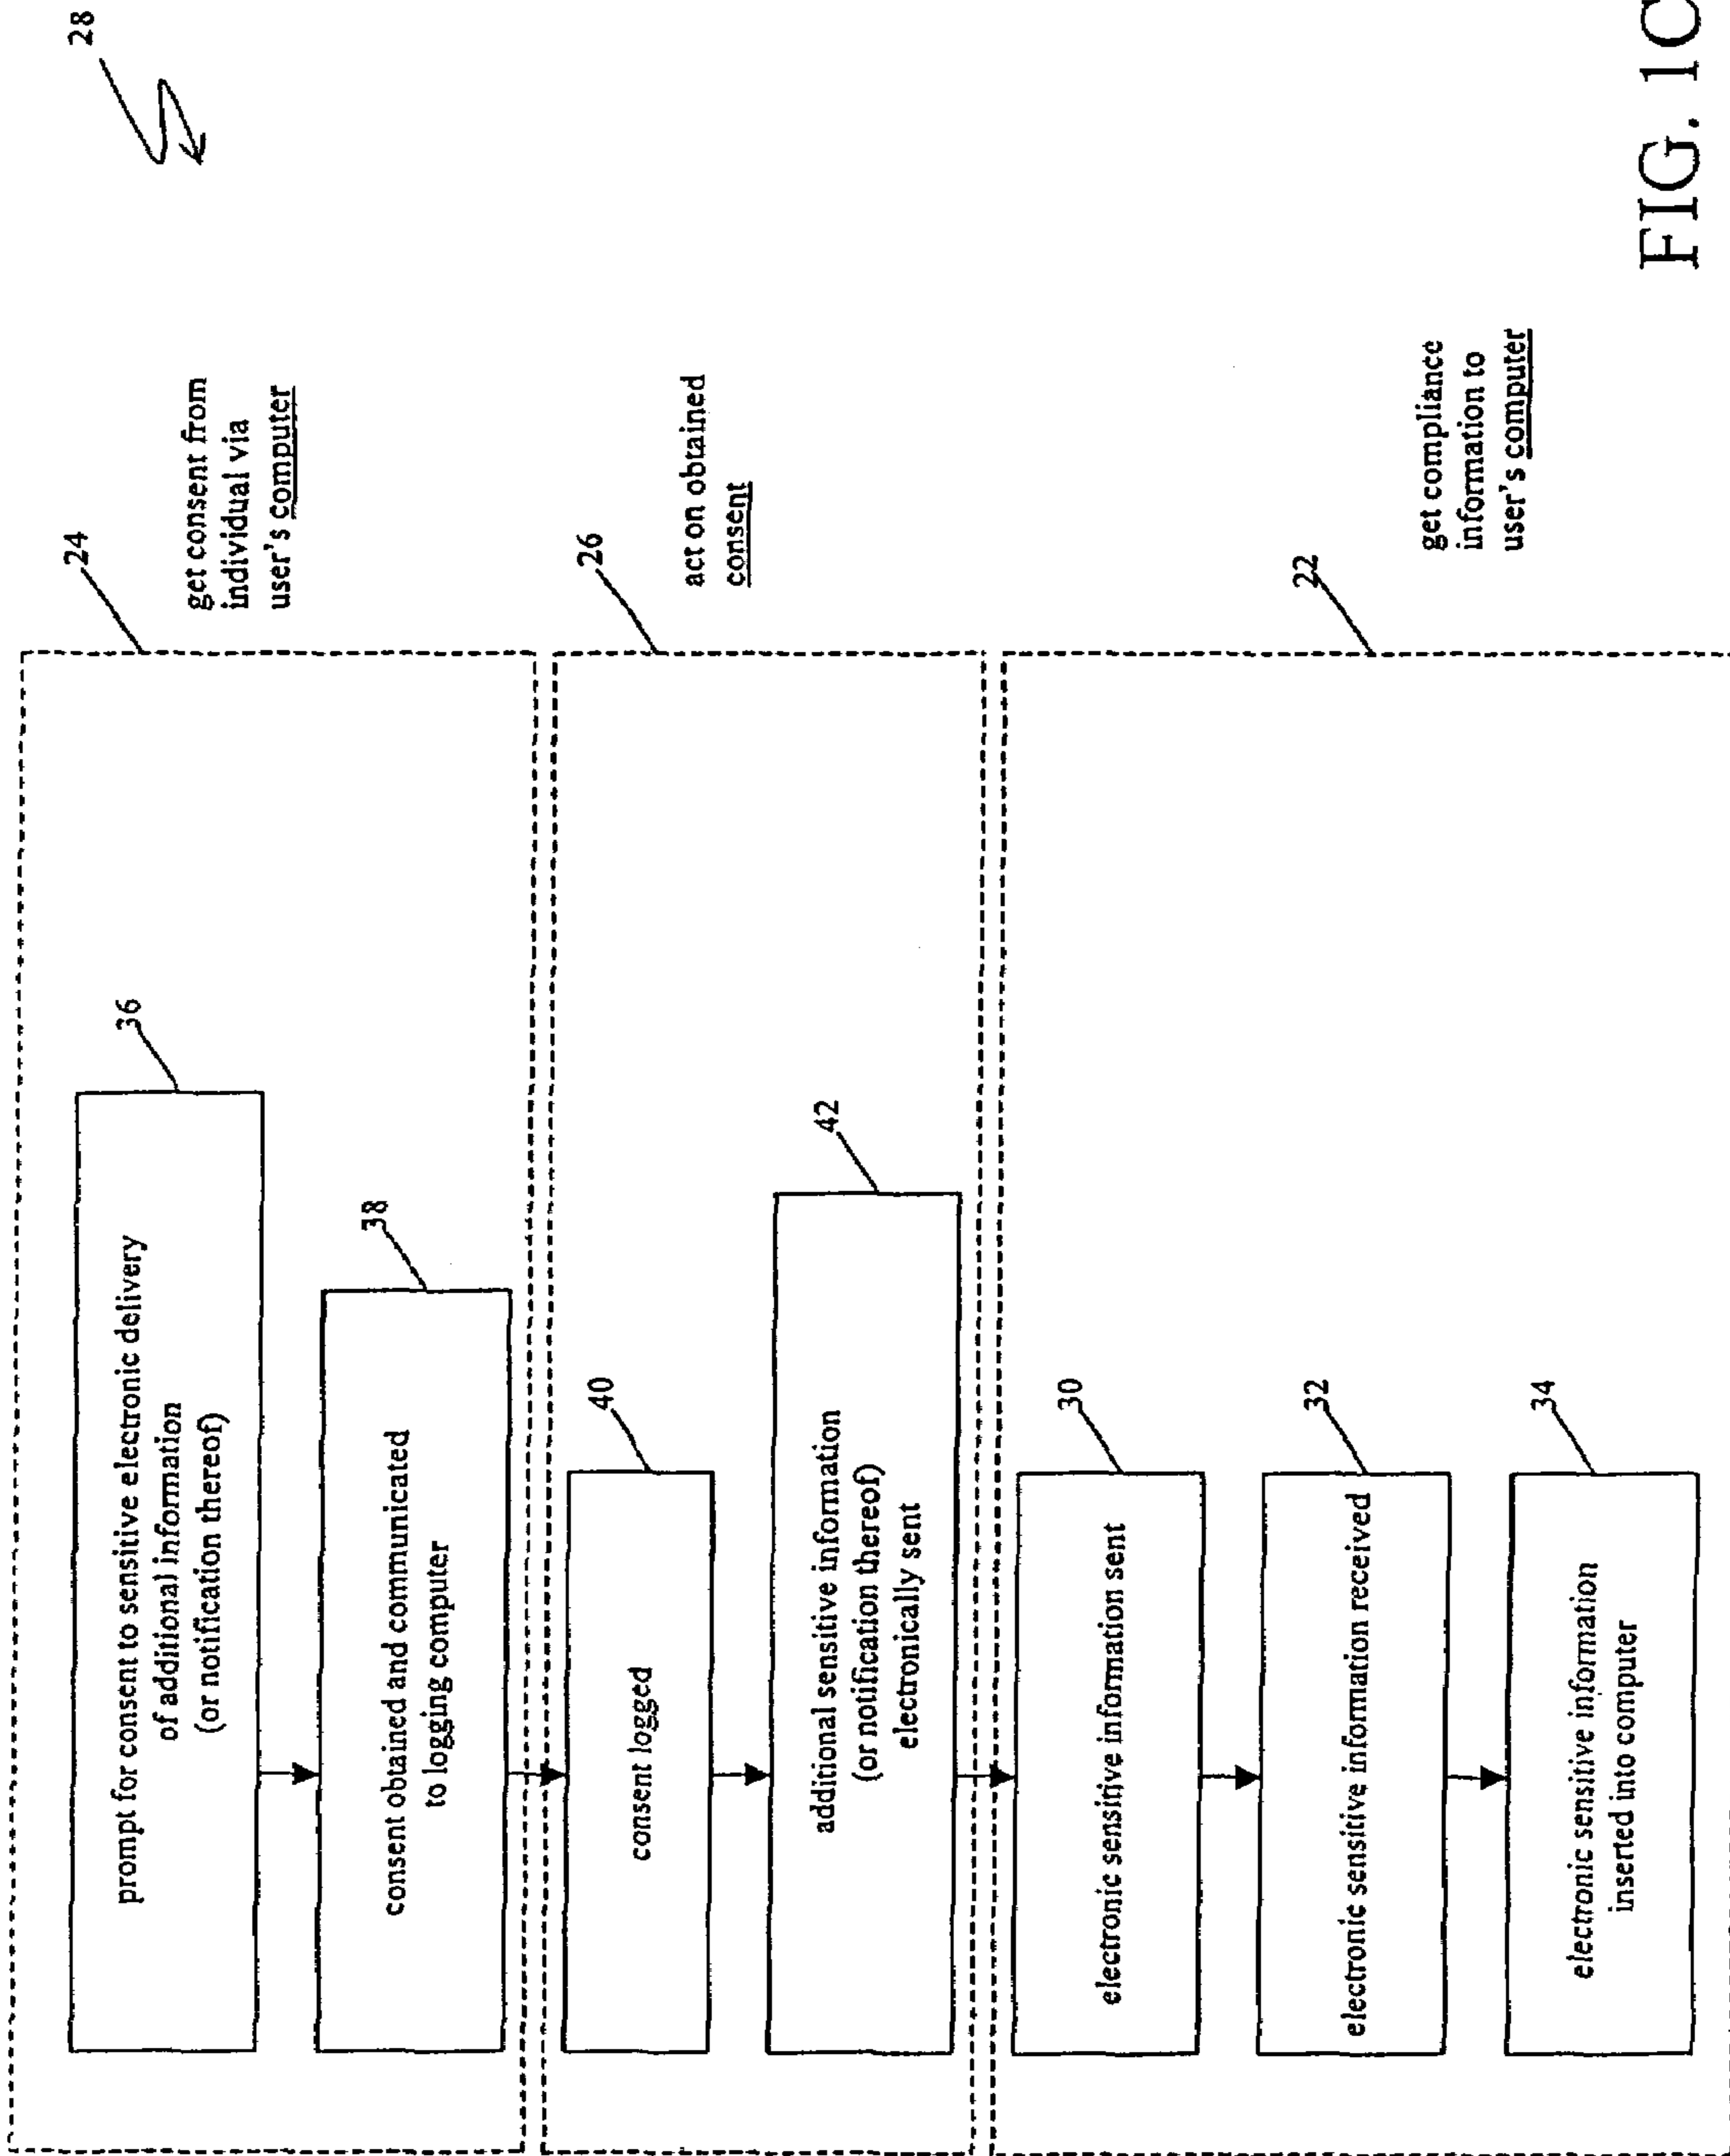 28
24
get consent from
individual via
user's computer
36
prompt for consent to sensitive electronic delivery
of additional information
(or notification thereof)
38
consent obtained and communicated
to logging computer
26
act on obtained
consent
40
consent logged
42
additional sensitive information
(or notification thereof)
electronically sent
22
get compliance
information to
user's computer
30
electronic sensitive information sent
32
electronic sensitive information received
34
electronic sensitive information
inserted into computer
FIG. 1C